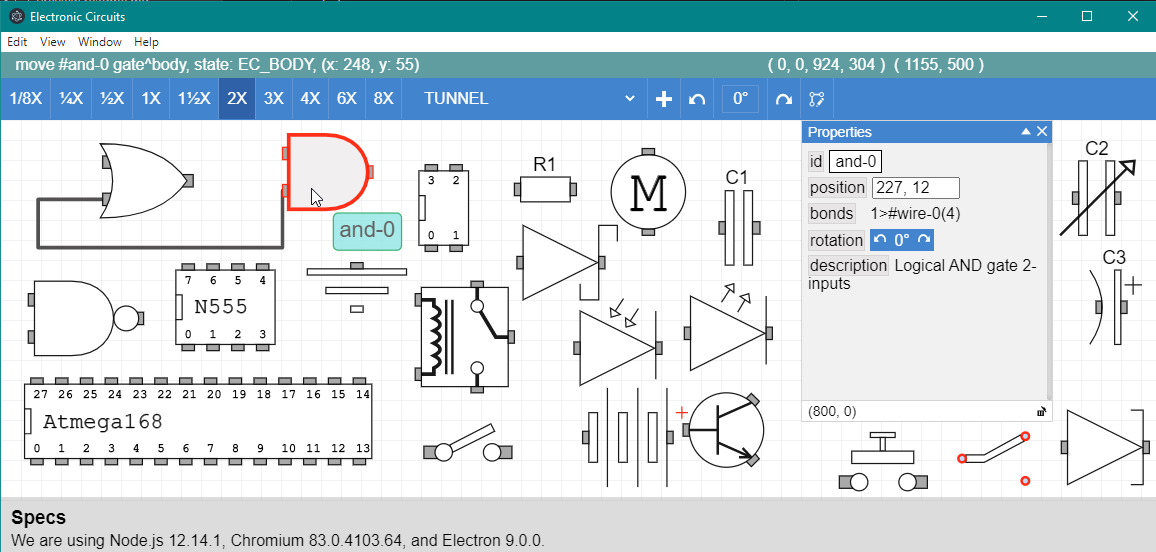 Electronic Circuits
Edit View Window Help
move #and-0 gate^body, state: EC_BODY, (x: 248, y: 55) ( 0, 0, 924, 304 ) ( 1155, 500 )
1/8X ¼X ½X 1X 1½X 2X 3X 4X 6X 8X TUNNEL 0°
Properties
id and-0
position 227, 12
bonds 1>#wire-0(4)
rotation 0°
description Logical AND gate 2-
inputs
(800, 0)
and-0
3 2
0 1
R1
M
C1
C2
C3
7 6 5 4
N555
0 1 2 3
27 26 25 24 23 22 21 20 19 18 17 16 15 14
Atmega168
0 1 2 3 4 5 6 7 8 9 10 11 12 13
Specs
We are using Node.js 12.14.1, Chromium 83.0.4103.64, and Electron 9.0.0.